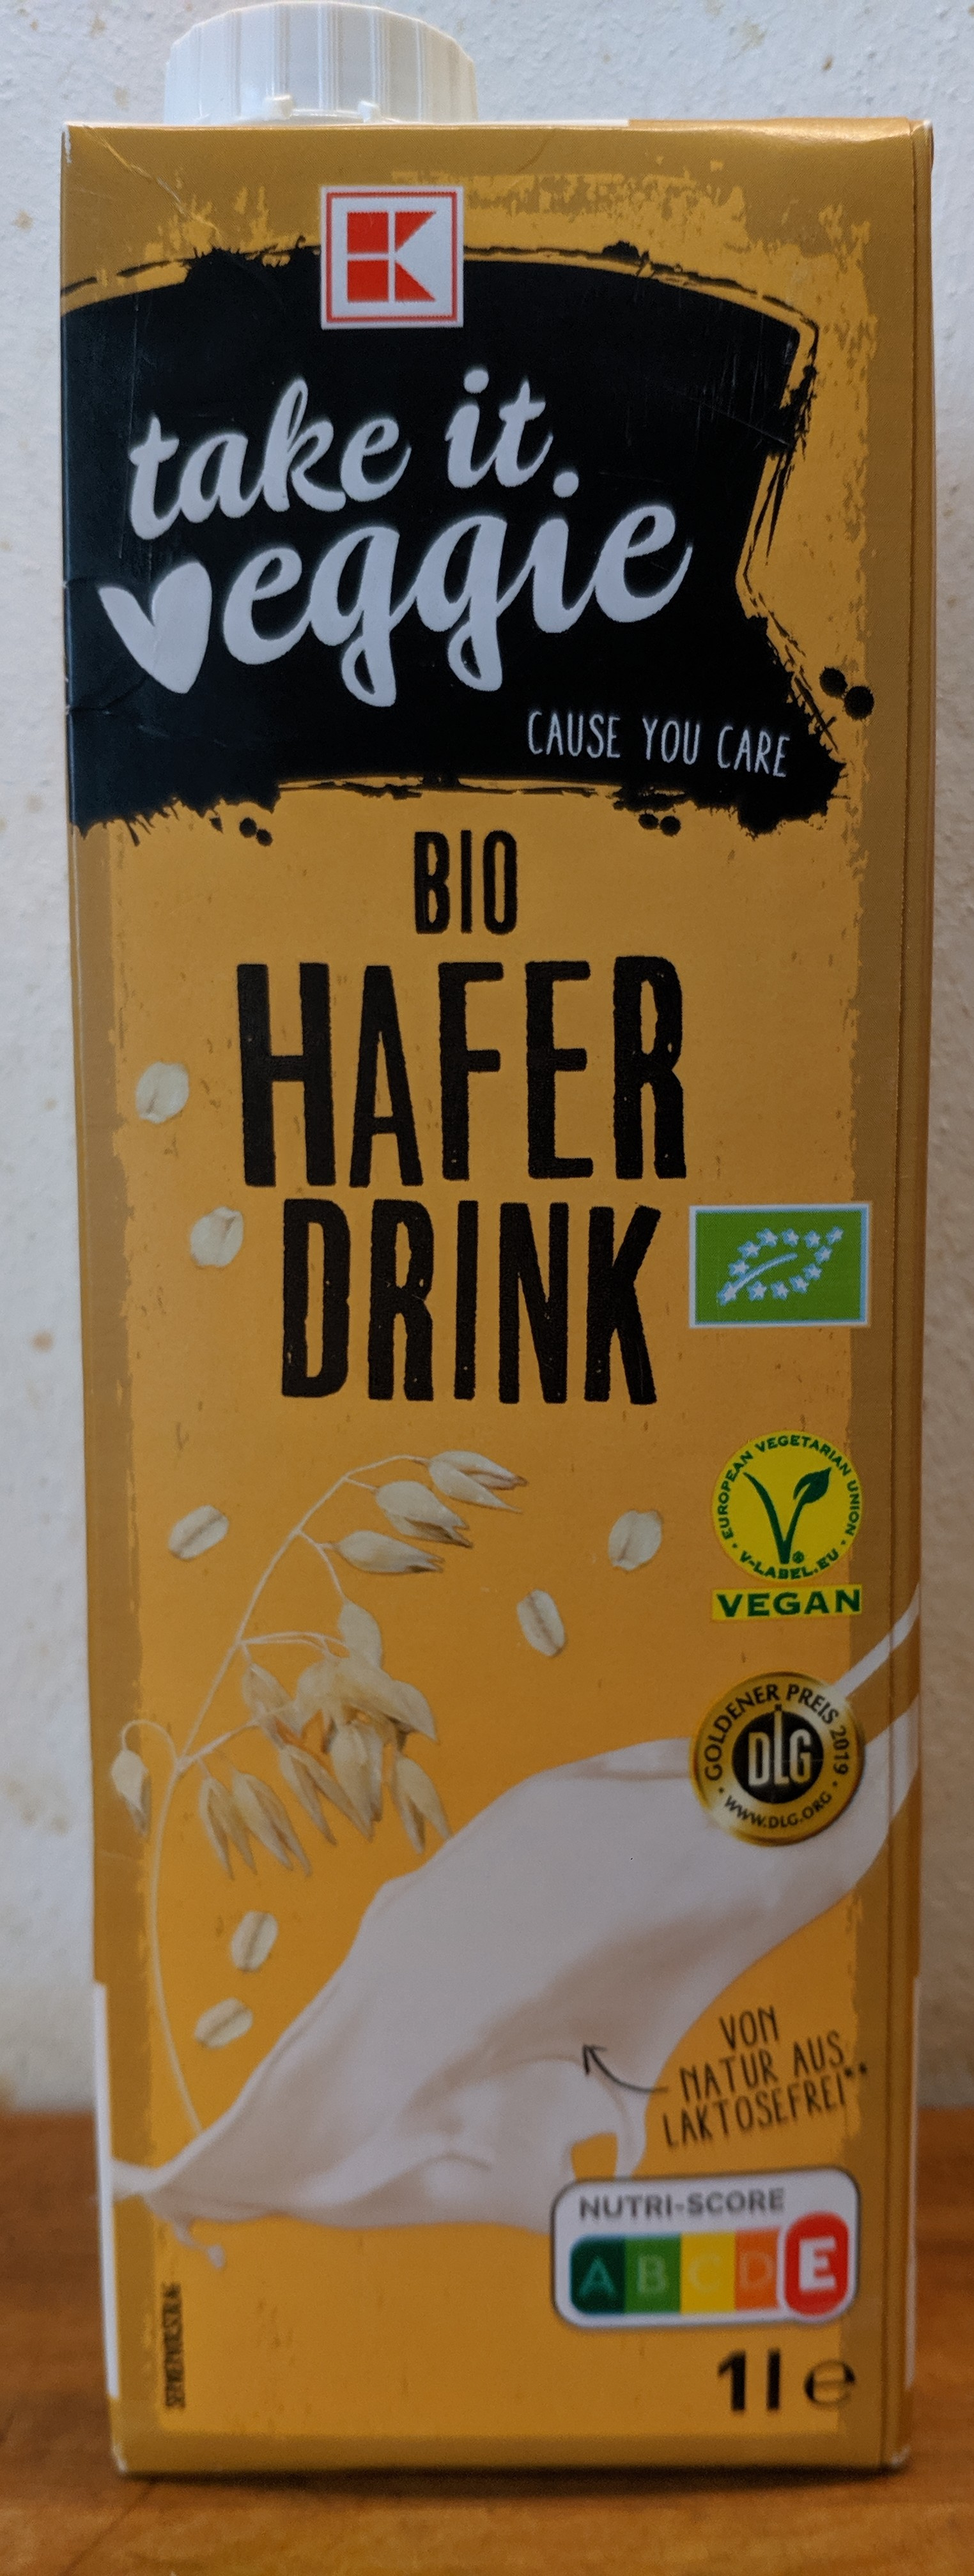 K
take it
veggie
CAUSE YOU CARE
BIO
HAFER
DRINK
EUROPEAN VEGETARIAN UNION
V-LABEL.EU
®
VEGAN
GOLDENER PREIS 2019
DLG
WWW.DLG.ORG
VON
NATUR AUS
LAKTOSEFREI**
NUTRI-SCORE
A B C D E
1 l e